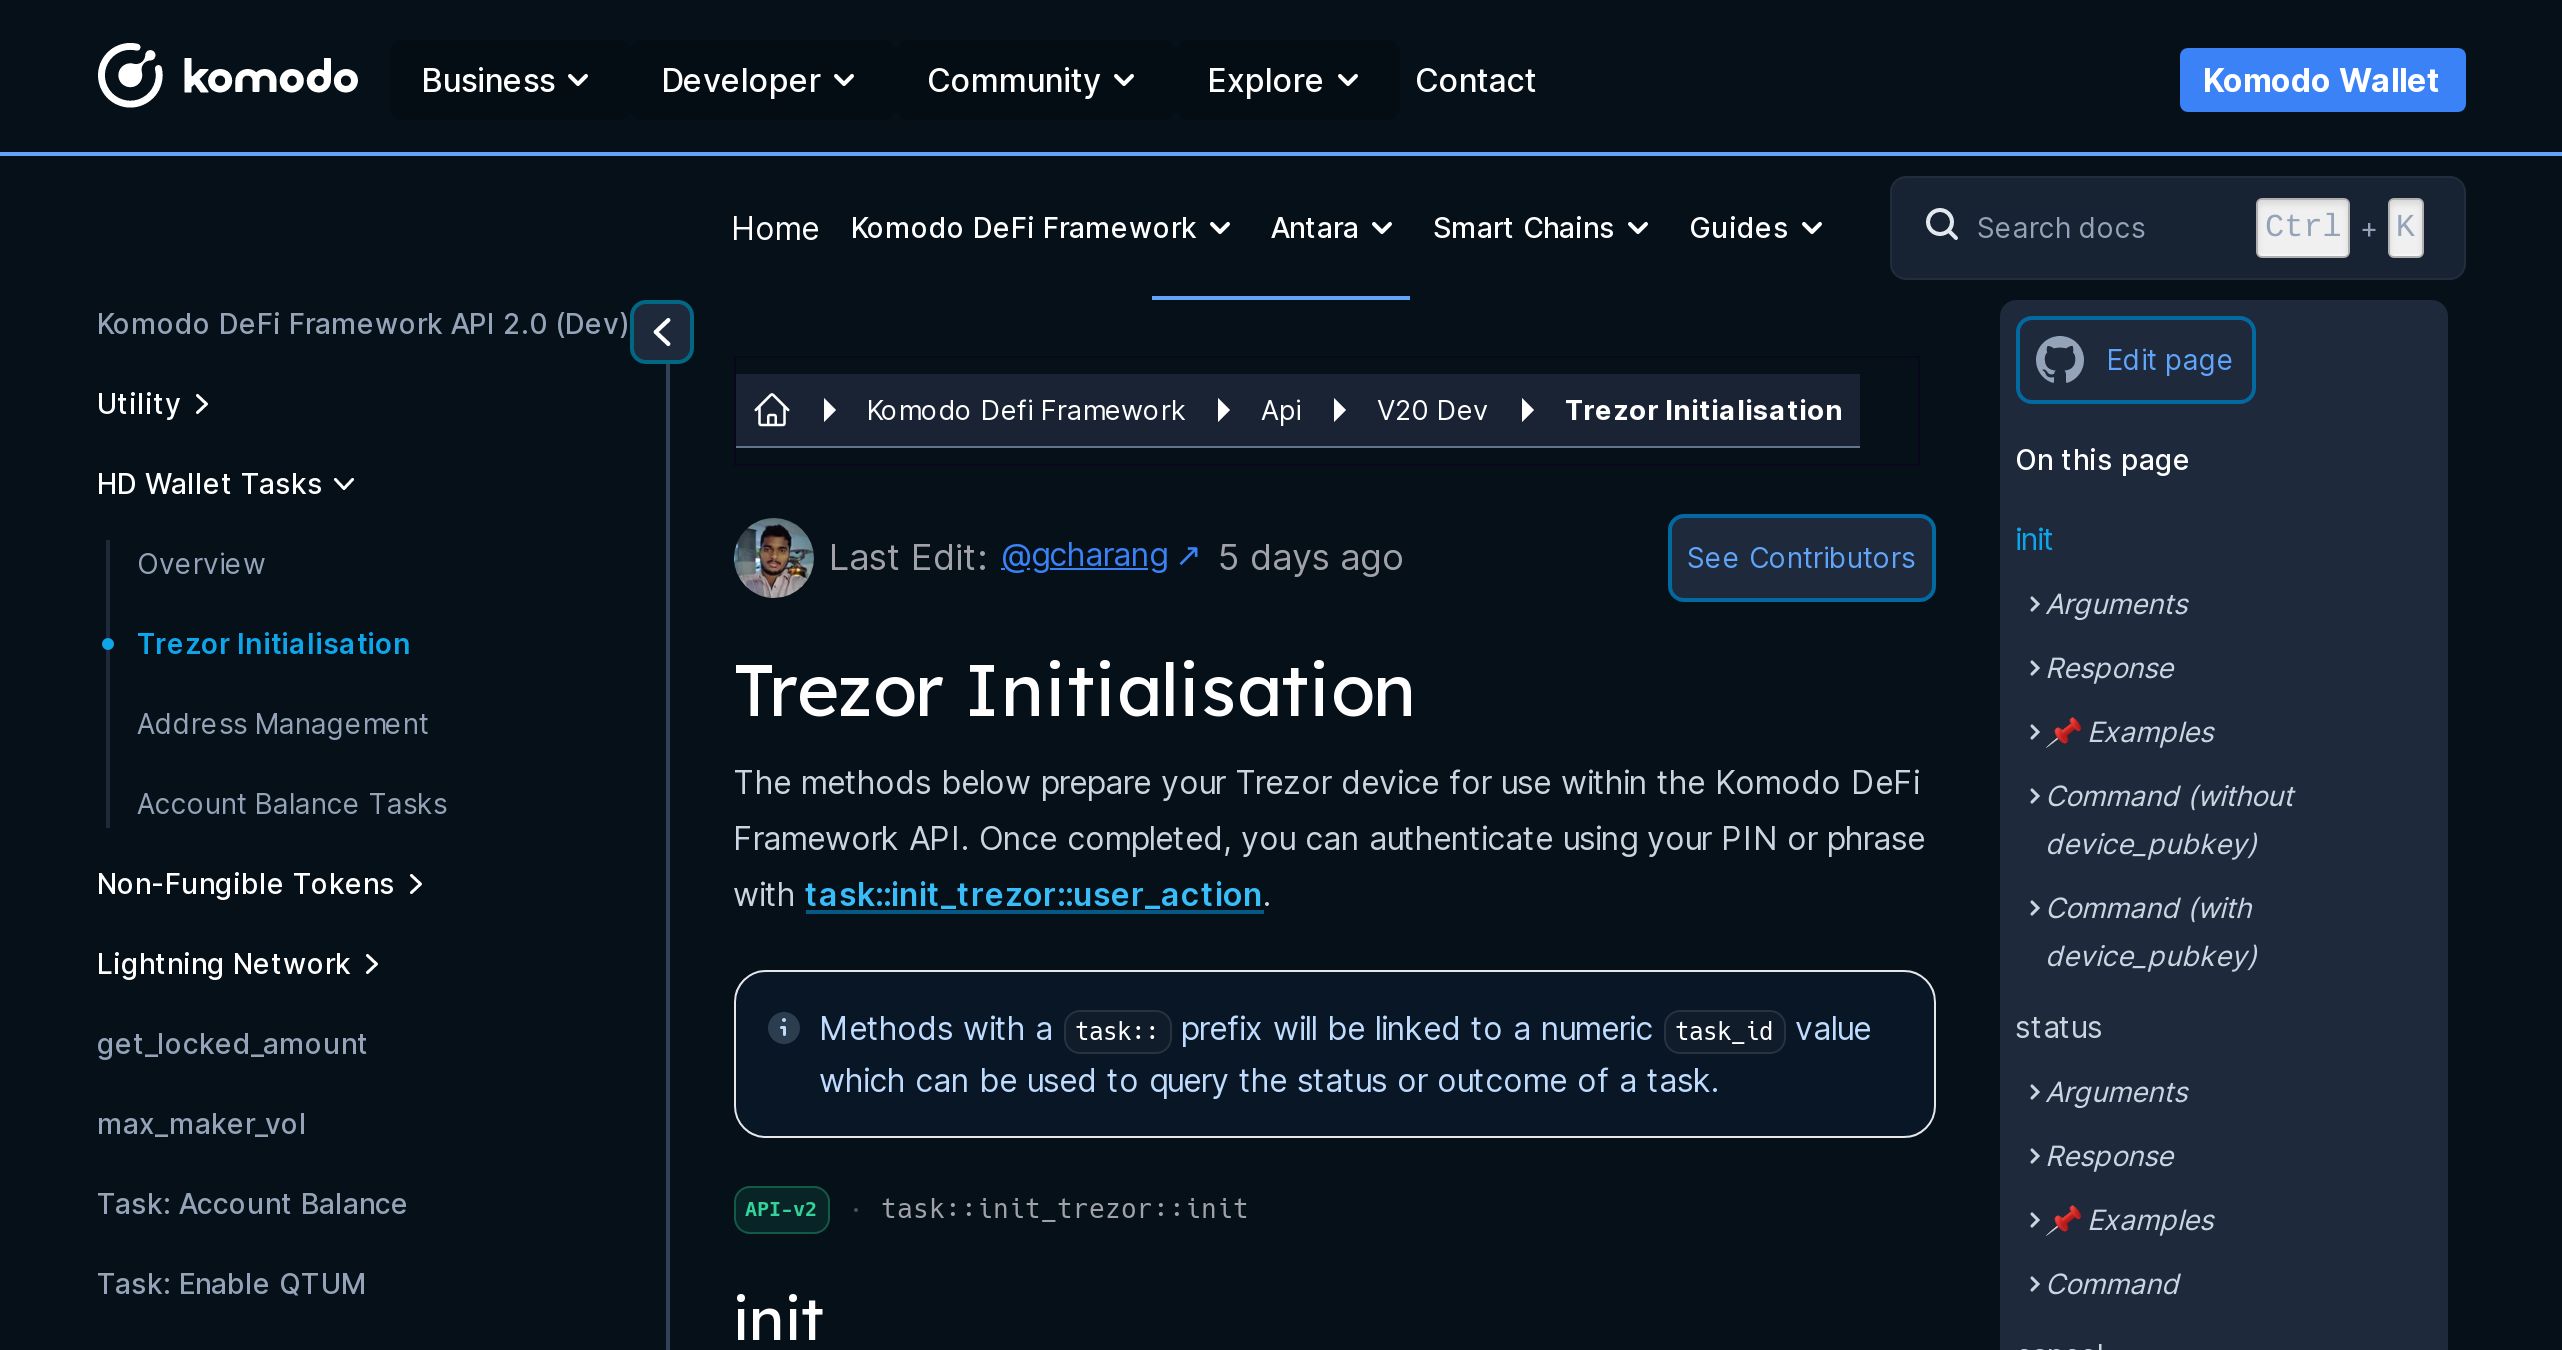 komodo
Business
Developer
Community
Explore
Contact
Komodo Wallet
Home
Komodo DeFi Framework
Antara
Smart Chains
Guides
Search docs
Ctrl + K
Komodo DeFi Framework API 2.0 (Dev)
Utility
HD Wallet Tasks
Overview
Trezor Initialisation
Address Management
Account Balance Tasks
Non-Fungible Tokens
Lightning Network
get_locked_amount
max_maker_vol
Task: Account Balance
Task: Enable QTUM
Komodo Defi Framework
Api
V20 Dev
Trezor Initialisation
Last Edit: @gcharang ↗ 5 days ago
See Contributors
Trezor Initialisation
The methods below prepare your Trezor device for use within the Komodo DeFi
Framework API. Once completed, you can authenticate using your PIN or phrase
with task::init_trezor::user_action.
Methods with a task:: prefix will be linked to a numeric task_id value
which can be used to query the status or outcome of a task.
API-v2 · task::init_trezor::init
init
Edit page
On this page
init
Arguments
Response
📌 Examples
Command (without
device_pubkey)
Command (with
device_pubkey)
status
Arguments
Response
📌 Examples
Command